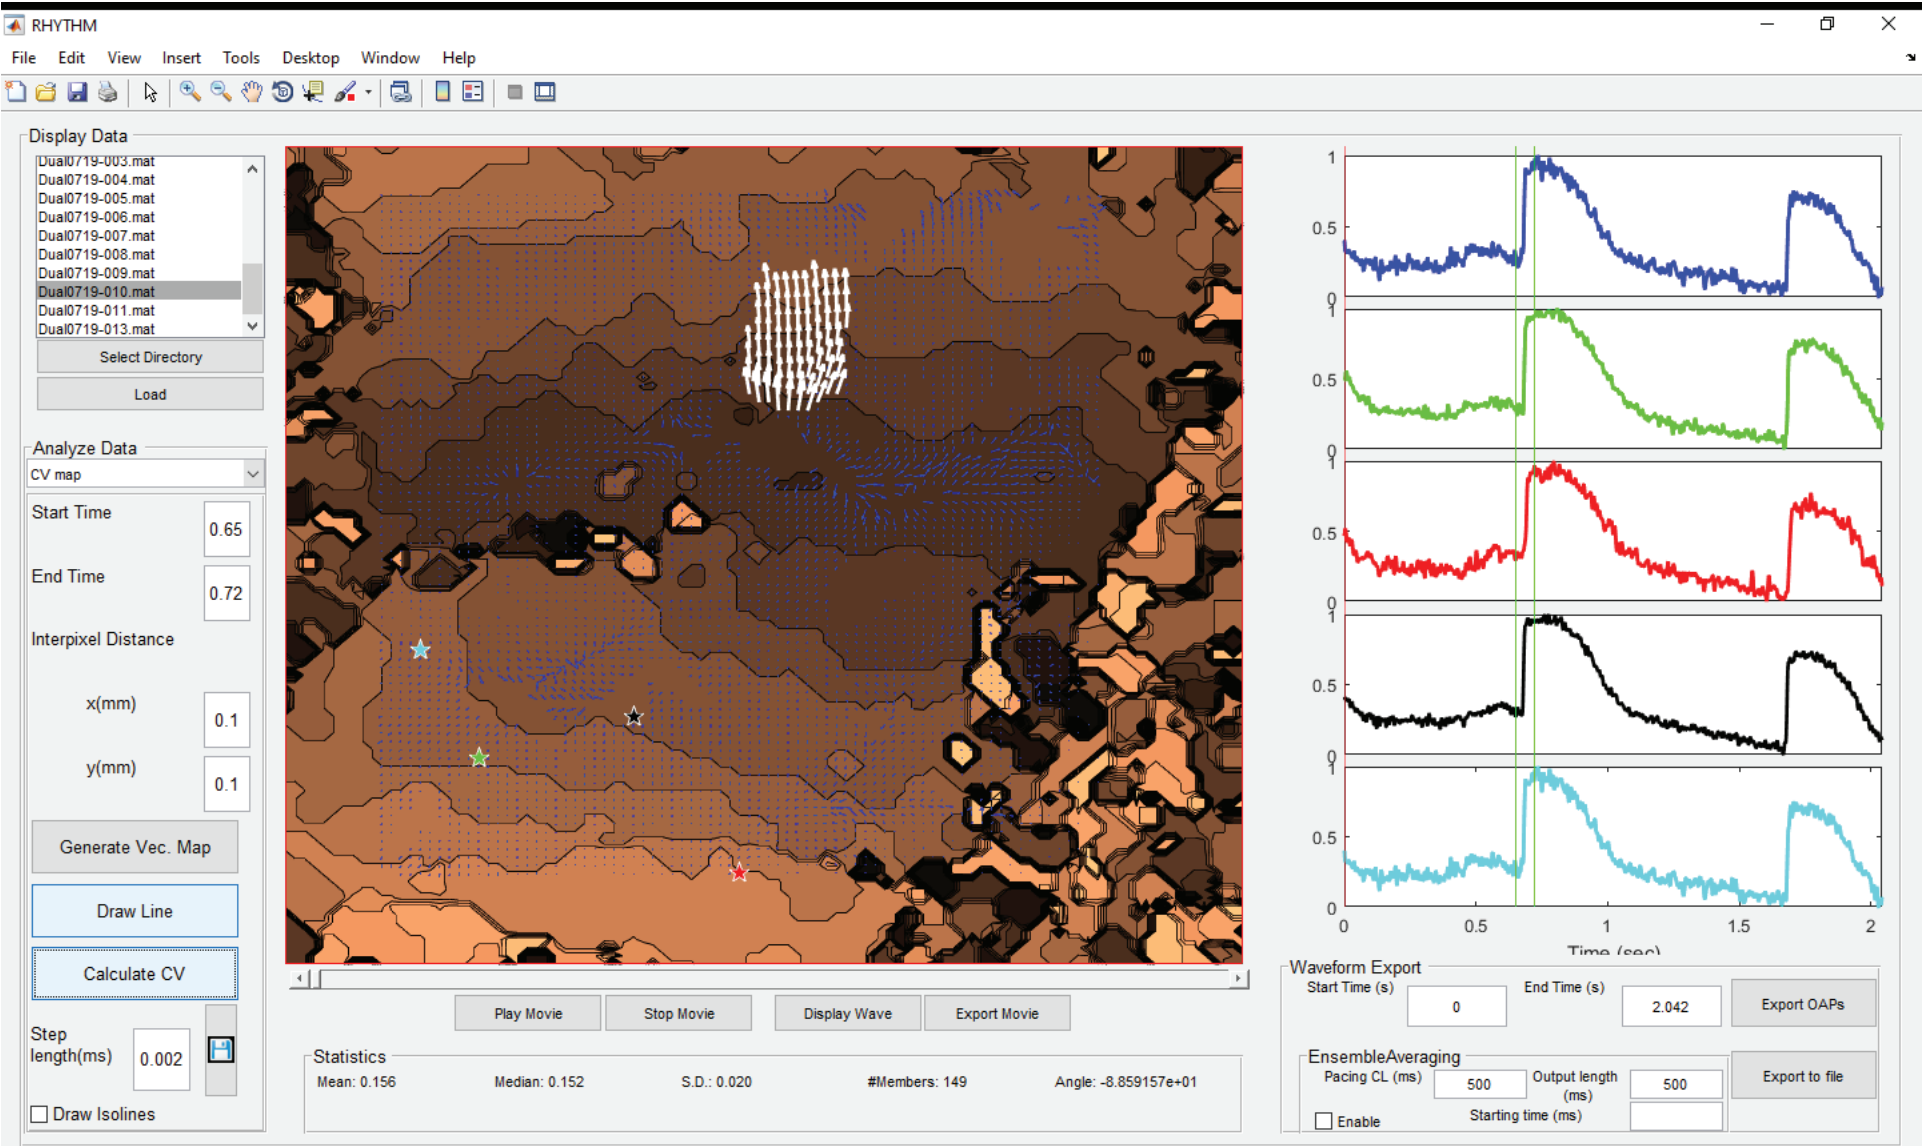 RHYTHM
File Edit View Insert Tools Desktop Window Help
Display Data
Dual0719-003.mat
Dual0719-004.mat
Dual0719-005.mat
Dual0719-006.mat
Dual0719-007.mat
Dual0719-008.mat
Dual0719-009.mat
Dual0719-010.mat
Dual0719-011.mat
Dual0719-013.mat
Select Directory
Load
Analyze Data
CV map
Start Time
0.65
End Time
0.72
Interpixel Distance
x(mm)
0.1
y(mm)
0.1
Generate Vec. Map
Draw Line
Calculate CV
Step
length(ms)
0.002
Draw Isolines
Play Movie Stop Movie Display Wave Export Movie
Statistics
Mean: 0.156 Median: 0.152 S.D.: 0.020 #Members: 149 Angle: -8.859157e+01
1
0.5
0
1
0.5
0
1
0.5
0
1
0.5
0
1
0.5
0
0 0.5 1 1.5 2
Time (sec)
Waveform Export
Start Time (s) 0 End Time (s) 2.042 Export OAPs
EnsembleAveraging
Pacing CL (ms) 500 Output length
(ms) 500
Export to file
Enable Starting time (ms)